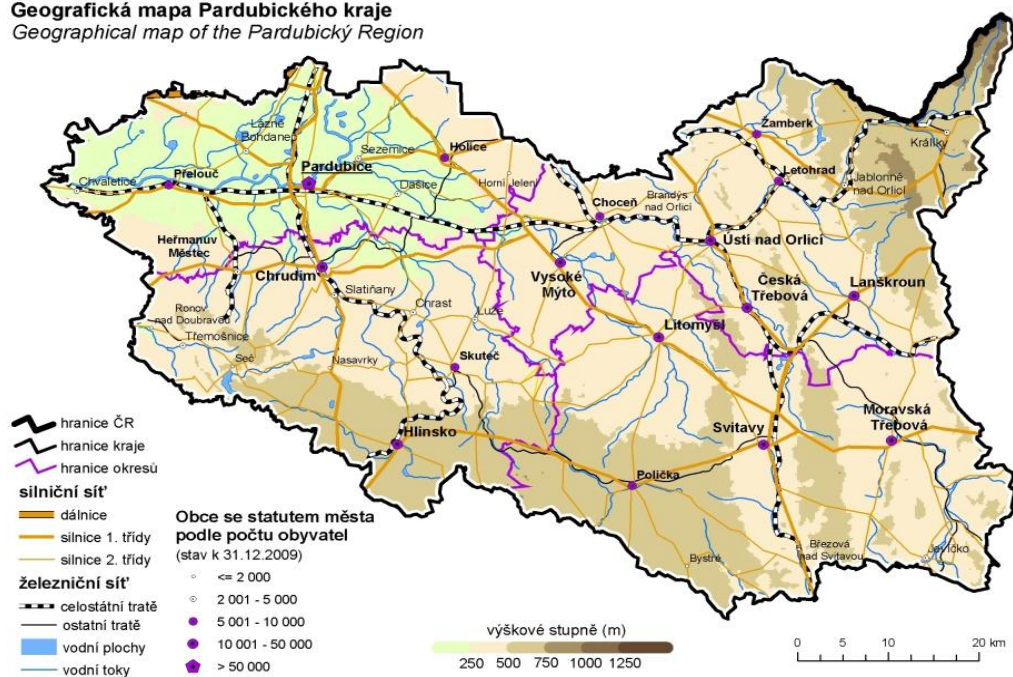 Geografická mapa Pardubického kraje
Geographical map of the Pardubický Region
Lázně
Bohdaneč
Sezemice
Holice
Žamberk
Králíky
Chvaletice
Přelouč
Pardubice
Dašice
Horní Jelení
Choceň
Brandýs
nad Orlicí
Letohrad
Jablonné
nad Orlicí
Heřmanův
Městec
Chrudim
Ústí nad Orlicí
Vysoké
Mýto
Česká
Třebová
Lanškroun
Slatiňany
Chrast
Luže
Ronov
nad Doubravou
Třemošnice
Litomyšl
Seč
Nasavrky
Skuteč
Hlinsko
Svitavy
Moravská
Třebová
Polička
Bystré
Březová
nad Svitavou
Jevíčko
hranice ČR
hranice kraje
hranice okresů
silniční síť
dálnice
silnice 1. třídy
silnice 2. třídy
železniční síť
celostátní tratě
ostatní tratě
vodní plochy
vodní toky
Obce se statutem města
podle počtu obyvatel
(stav k 31.12.2009)
<= 2 000
2 001 - 5 000
5 001 - 10 000
10 001 - 50 000
> 50 000
výškové stupně (m)
250 500 750 1000 1250
0 5 10 20 km